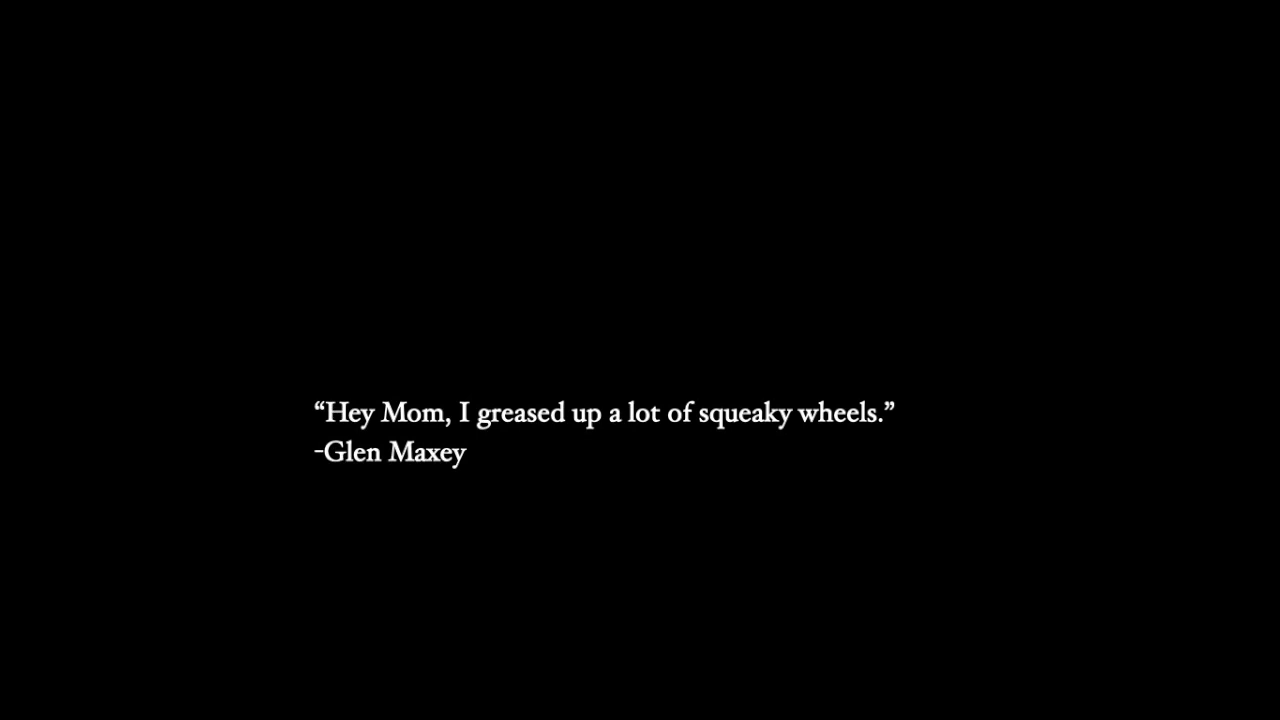 “Hey Mom, I greased up a lot of squeaky wheels.”
-Glen Maxey